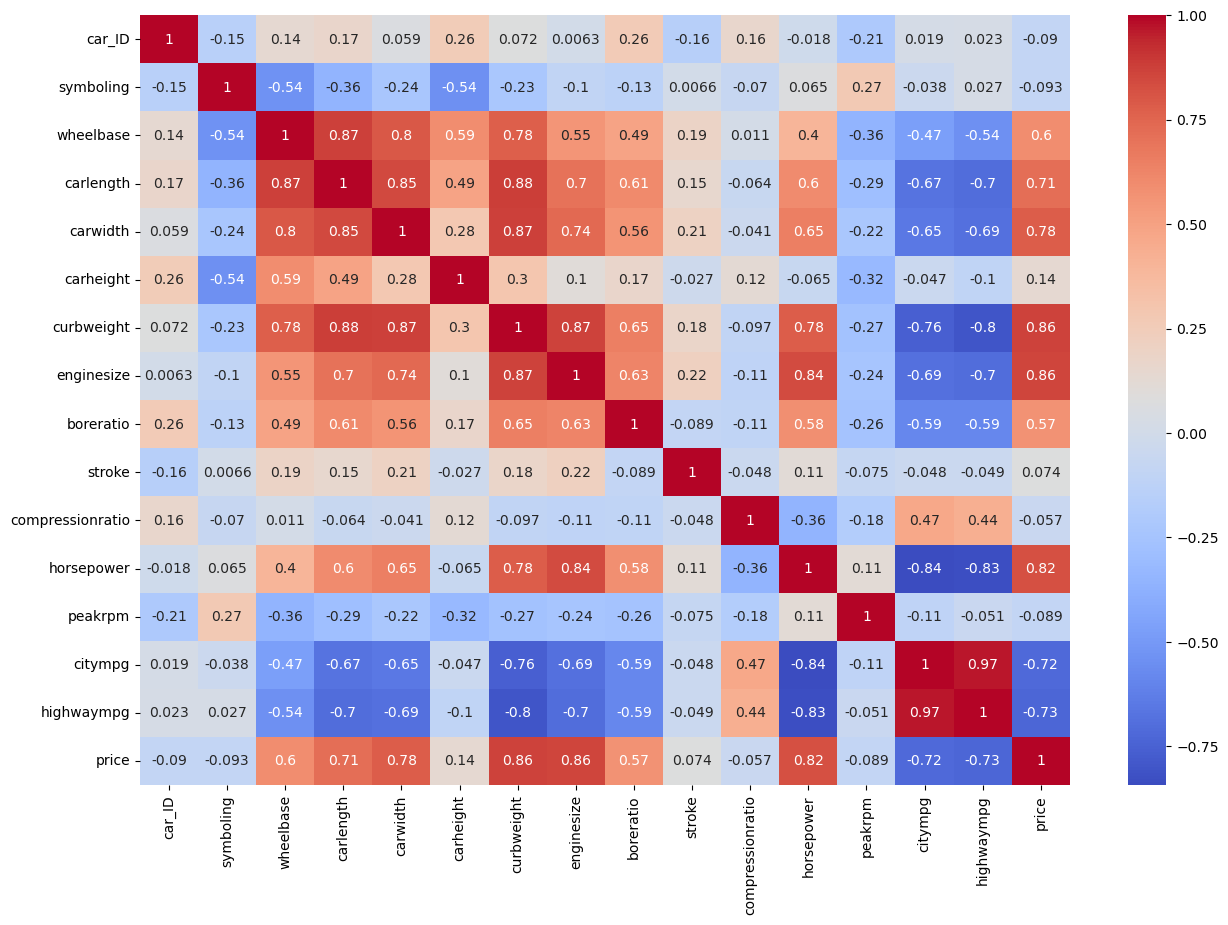 car_ID 1 -0.15 0.14 0.17 0.059 0.26 0.072 0.0063 0.26 -0.16 0.16 -0.018 -0.21 0.019 0.023 -0.09 1.00
symboling -0.15 1 -0.54 -0.36 -0.24 -0.54 -0.23 -0.1 -0.13 0.0066 -0.07 0.065 0.27 -0.038 0.027 -0.093
wheelbase 0.14 -0.54 1 0.87 0.8 0.59 0.78 0.55 0.49 0.19 0.011 0.4 -0.36 -0.47 -0.54 0.6 0.75
carlength 0.17 -0.36 0.87 1 0.85 0.49 0.88 0.7 0.61 0.15 -0.064 0.6 -0.29 -0.67 -0.7 0.71
carwidth 0.059 -0.24 0.8 0.85 1 0.28 0.87 0.74 0.56 0.21 -0.041 0.65 -0.22 -0.65 -0.69 0.78 0.50
carheight 0.26 -0.54 0.59 0.49 0.28 1 0.3 0.1 0.17 -0.027 0.12 -0.065 -0.32 -0.047 -0.1 0.14
curbweight 0.072 -0.23 0.78 0.88 0.87 0.3 1 0.87 0.65 0.18 -0.097 0.78 -0.27 -0.76 -0.8 0.86 0.25
enginesize 0.0063 -0.1 0.55 0.7 0.74 0.1 0.87 1 0.63 0.22 -0.11 0.84 -0.24 -0.69 -0.7 0.86
boreratio 0.26 -0.13 0.49 0.61 0.56 0.17 0.65 0.63 1 -0.089 -0.11 0.58 -0.26 -0.59 -0.59 0.57 0.00
stroke -0.16 0.0066 0.19 0.15 0.21 -0.027 0.18 0.22 -0.089 1 -0.048 0.11 -0.075 -0.048 -0.049 0.074
compressionratio 0.16 -0.07 0.011 -0.064 -0.041 0.12 -0.097 -0.11 -0.11 -0.048 1 -0.36 -0.18 0.47 0.44 -0.057 −0.25
horsepower -0.018 0.065 0.4 0.6 0.65 -0.065 0.78 0.84 0.58 0.11 -0.36 1 0.11 -0.84 -0.83 0.82
peakrpm -0.21 0.27 -0.36 -0.29 -0.22 -0.32 -0.27 -0.24 -0.26 -0.075 -0.18 0.11 1 -0.11 -0.051 -0.089
citympg 0.019 -0.038 -0.47 -0.67 -0.65 -0.047 -0.76 -0.69 -0.59 -0.048 0.47 -0.84 -0.11 1 0.97 -0.72 −0.50
highwaympg 0.023 0.027 -0.54 -0.7 -0.69 -0.1 -0.8 -0.7 -0.59 -0.049 0.44 -0.83 -0.051 0.97 1 -0.73
price -0.09 -0.093 0.6 0.71 0.78 0.14 0.86 0.86 0.57 0.074 -0.057 0.82 -0.089 -0.72 -0.73 1 −0.75
car_ID symboling wheelbase carlength carwidth carheight curbweight enginesize boreratio stroke compressionratio horsepower peakrpm citympg highwaympg price